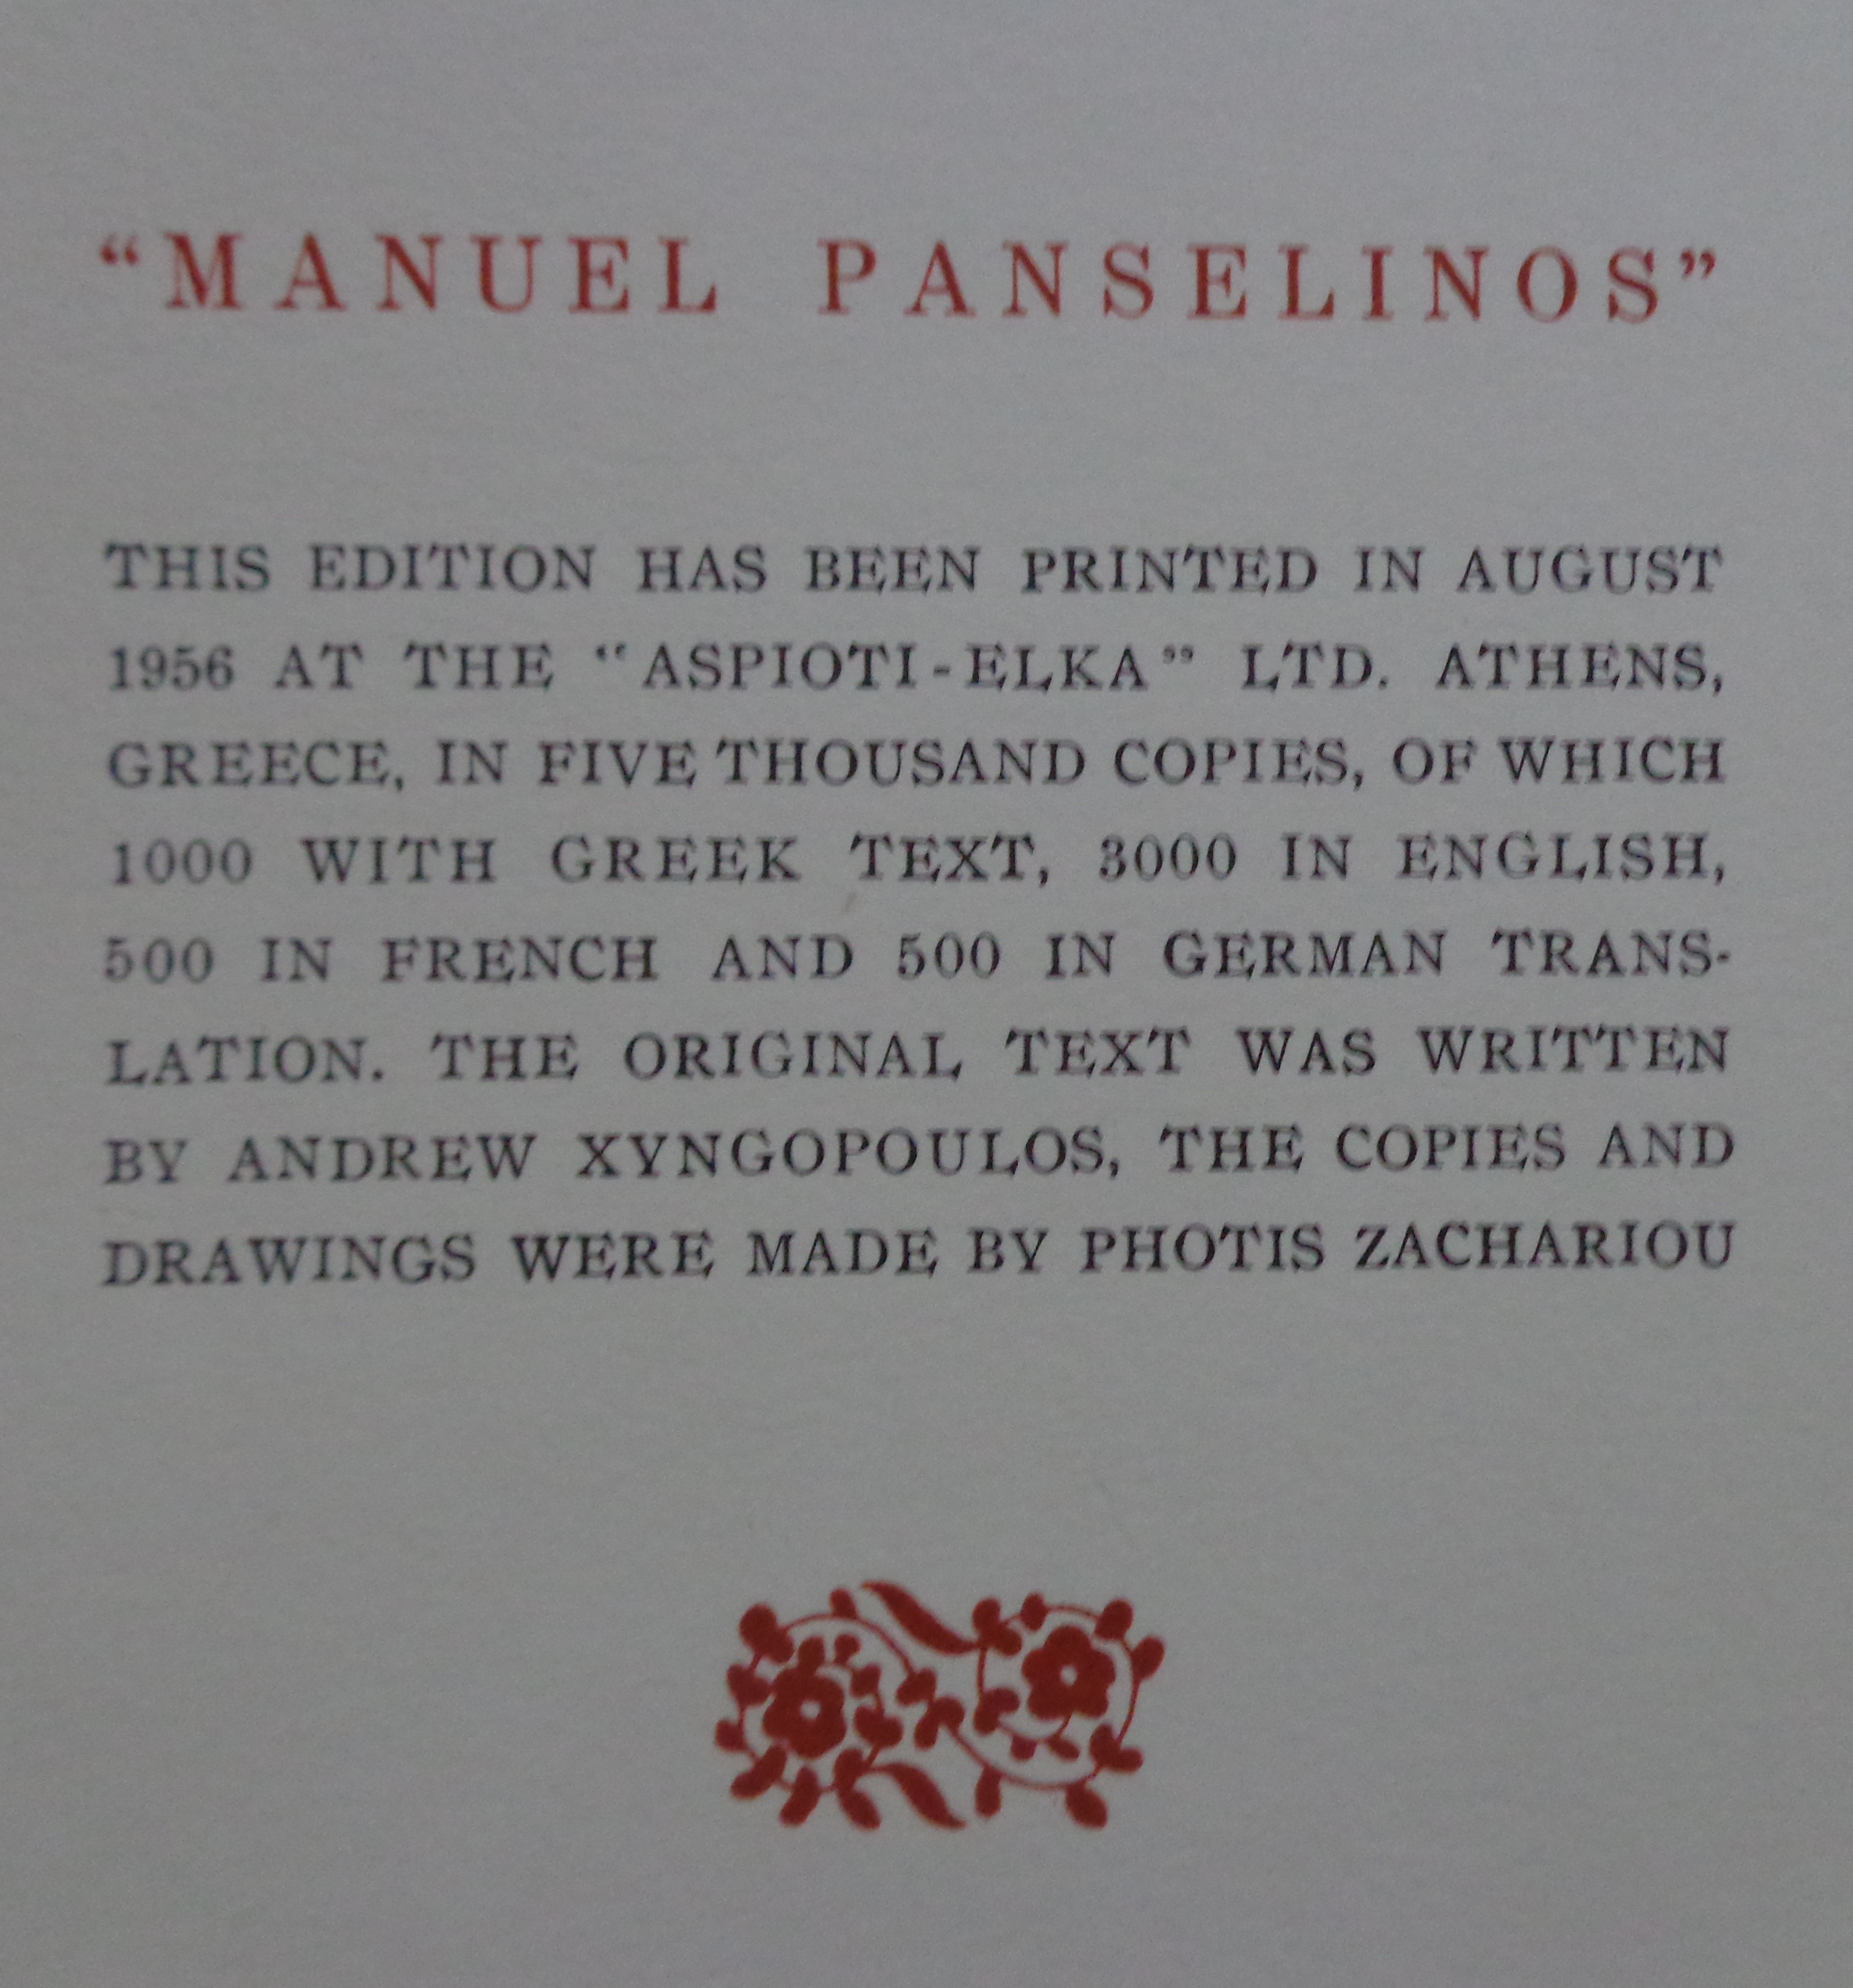 “MANUEL PANSELINOS”
THIS EDITION HAS BEEN PRINTED IN AUGUST
1956 AT THE “ASPIOTI-ELKA” LTD. ATHENS,
GREECE, IN FIVE THOUSAND COPIES, OF WHICH
1000 WITH GREEK TEXT, 3000 IN ENGLISH,
500 IN FRENCH AND 500 IN GERMAN TRANS-
LATION. THE ORIGINAL TEXT WAS WRITTEN
BY ANDREW XYNGOPOULOS, THE COPIES AND
DRAWINGS WERE MADE BY PHOTIS ZACHARIOU